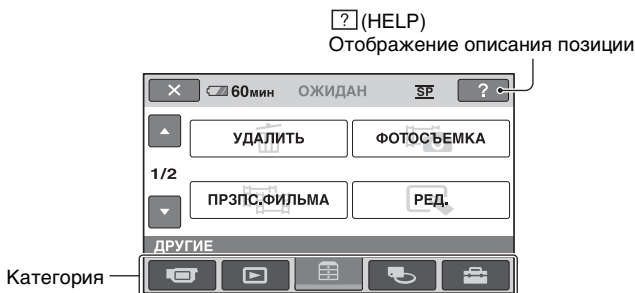 ? (HELP)
Отображение описания позиции
× 60мин ОЖИДАН SP ?
УДАЛИТЬ ФОТОСЪЕМКА
1/2
ПРЗПС.ФИЛЬМА РЕД.
ДРУГИЕ
Категория